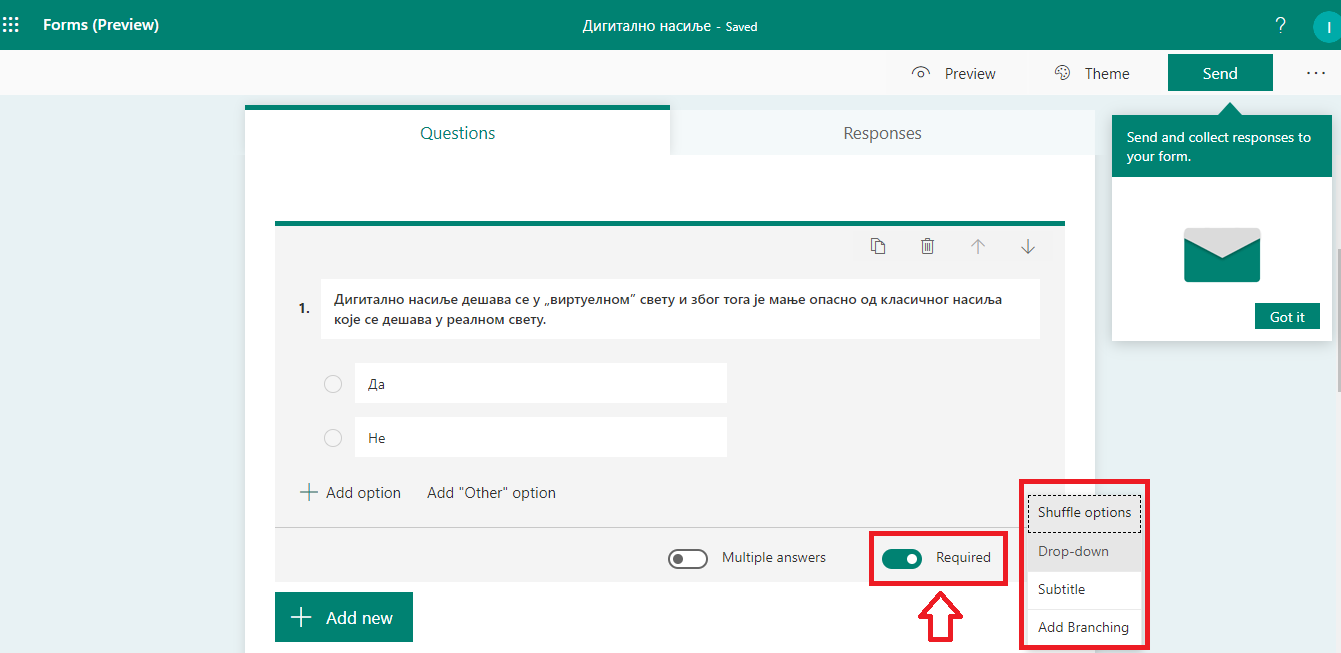 Forms (Preview)
Дигитално насиље - Saved
?
I
Preview
Theme
Send
...
Questions
Responses
Send and collect responses to
your form.
Got it
1.
Дигитално насиље дешава се у „виртуелном” свету и због тога је мање опасно од класичног насиља
које се дешава у реалном свету.
Да
Не
Add option
Add "Other" option
Multiple answers
Required
Shuffle options
Drop-down
Subtitle
Add Branching
Add new